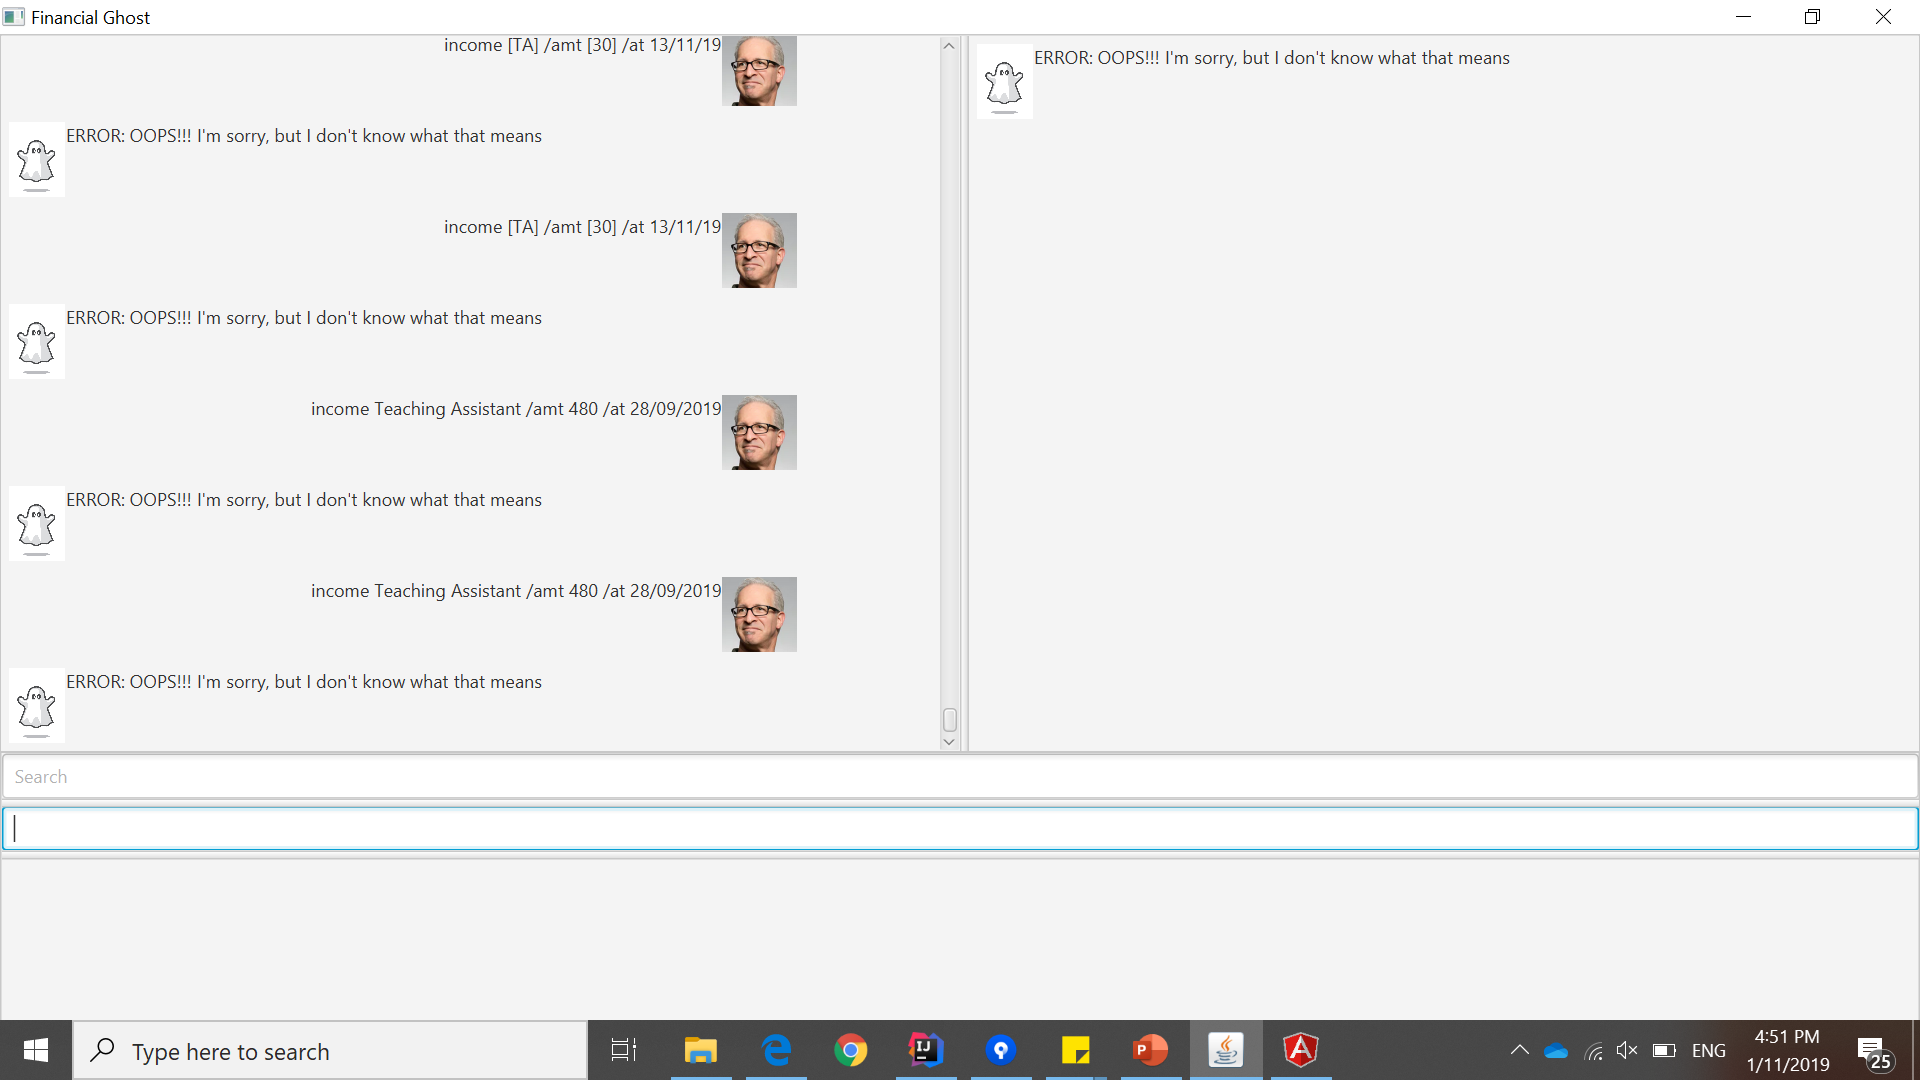 Financial Ghost
income [TA] /amt [30] /at 13/11/19
ERROR: OOPS!!! I'm sorry, but I don't know what that means
income [TA] /amt [30] /at 13/11/19
ERROR: OOPS!!! I'm sorry, but I don't know what that means
income Teaching Assistant /amt 480 /at 28/09/2019
ERROR: OOPS!!! I'm sorry, but I don't know what that means
income Teaching Assistant /amt 480 /at 28/09/2019
ERROR: OOPS!!! I'm sorry, but I don't know what that means
ERROR: OOPS!!! I'm sorry, but I don't know what that means
Search
Type here to search
IJ
P
A
ENG
4:51 PM
1/11/2019
25